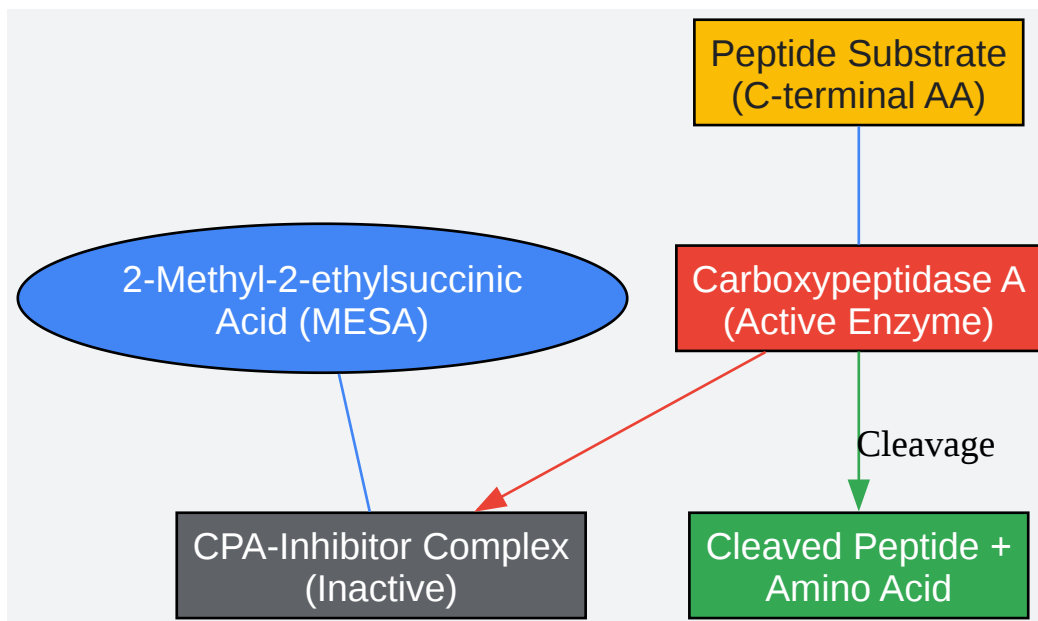 Peptide Substrate
(C-terminal AA)
2-Methyl-2-ethylsuccinic
Acid (MESA)
Carboxypeptidase A
(Active Enzyme)
Cleavage
CPA-Inhibitor Complex
(Inactive)
Cleaved Peptide +
Amino Acid